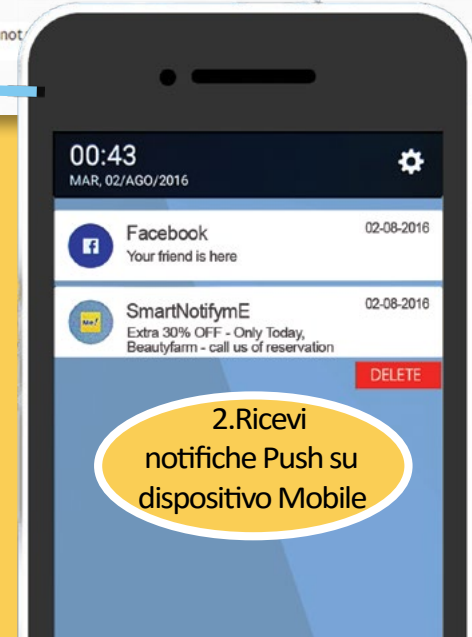 not
00:43
MAR, 02/AGO/2016
f
Facebook
02-08-2016
Your friend is here
Me!
SmartNotifymE
02-08-2016
Extra 30% OFF - Only Today,
Beautyfarm - call us of reservation
DELETE
2.Ricevi
notifiche Push su
dispositivo Mobile